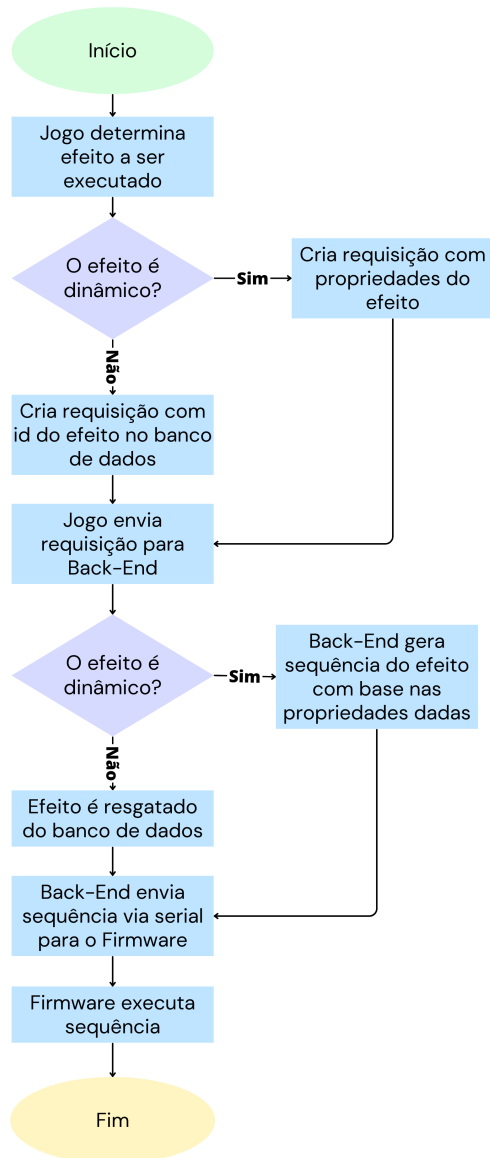 Início
Jogo determina
efeito a ser
executado
O efeito é
dinâmico?
Sim
Cria requisição com
propriedades do
efeito
Não
Cria requisição com
id do efeito no banco
de dados
Jogo envia
requisição para
Back-End
O efeito é
dinâmico?
Sim
Back-End gera
sequência do efeito
com base nas
propriedades dadas
Não
Efeito é resgatado
do banco de dados
Back-End envia
sequência via serial
para o Firmware
Firmware executa
sequência
Fim